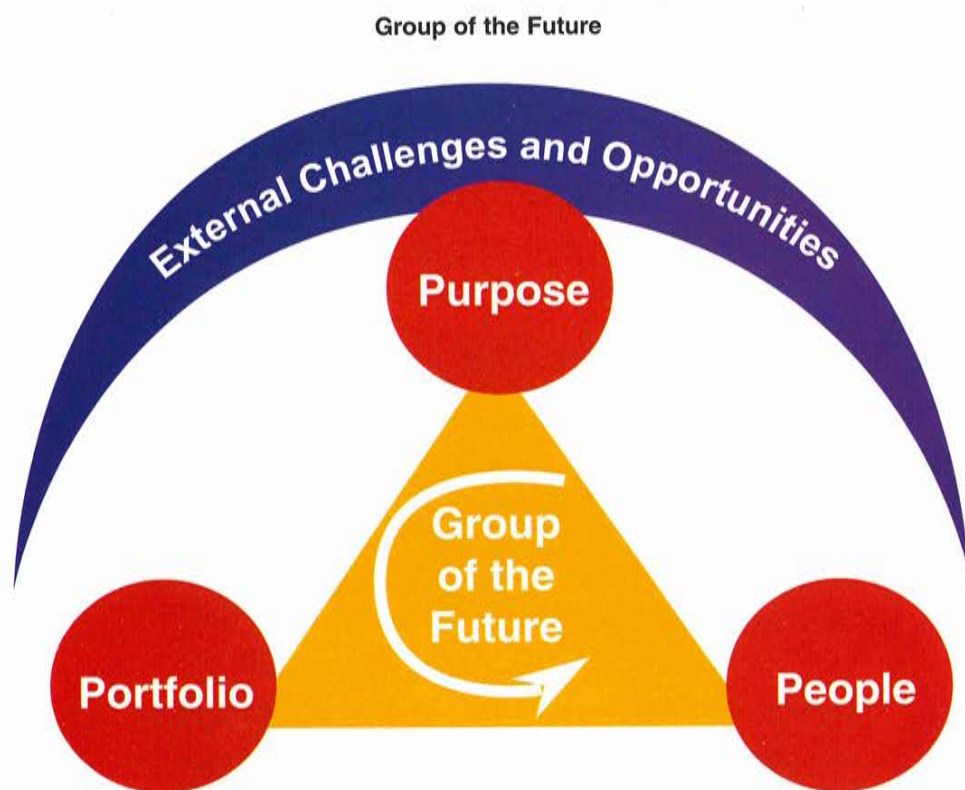 Group of the Future
External Challenges and Opportunities
Purpose
Group
of the
Future
Portfolio
People